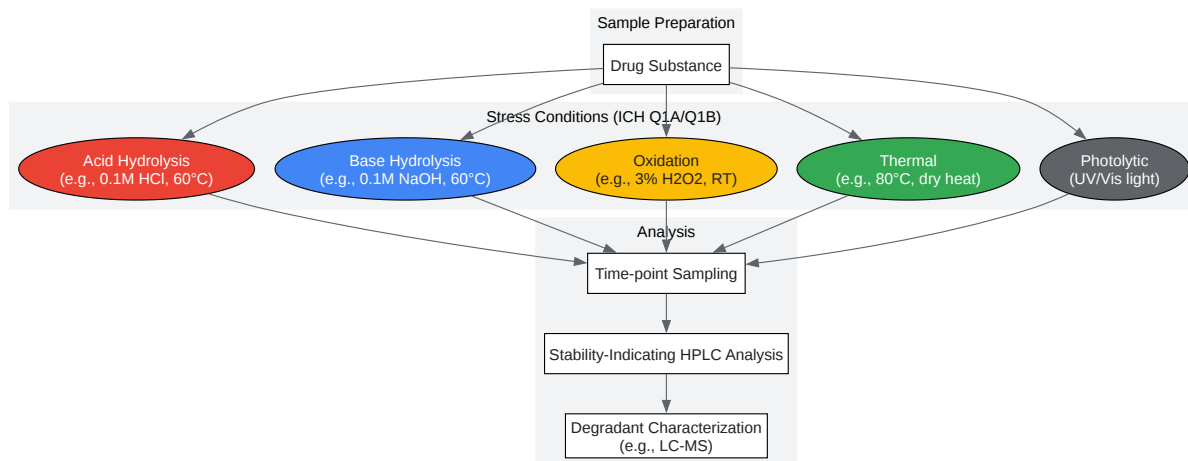 Sample Preparation
Drug Substance
Stress Conditions (ICH Q1A/Q1B)
Acid Hydrolysis
(e.g., 0.1M HCl, 60°C)
Base Hydrolysis
(e.g., 0.1M NaOH, 60°C)
Oxidation
(e.g., 3% H2O2, RT)
Thermal
(e.g., 80°C, dry heat)
Photolytic
(UV/Vis light)
Analysis
Time-point Sampling
Stability-Indicating HPLC Analysis
Degradant Characterization
(e.g., LC-MS)